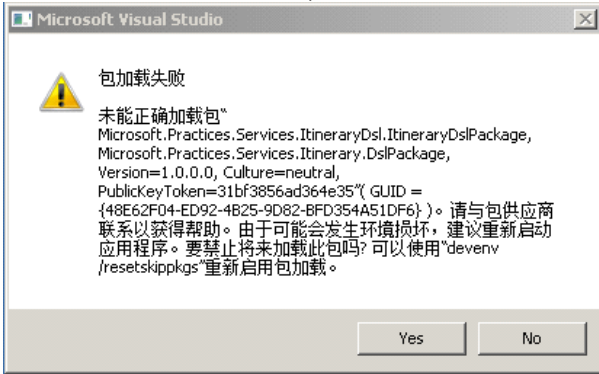 Microsoft Visual Studio
包加载失败
未能正确加载包“
Microsoft.Practices.Services.ItineraryDsl.ItineraryDslPackage,
Microsoft.Practices.Services.Itinerary.DslPackage,
Version=1.0.0.0, Culture=neutral,
PublicKeyToken=31bf3856ad364e35”( GUID =
{48E62F04-ED92-4B25-9D82-BFD354A51DF6} )。请与包供应商
联系以获得帮助。由于可能会发生环境损坏，建议重新启动
应用程序。要禁止将来加载此包吗? 可以使用“devenv
/resetskippkgs”重新启用包加载。
Yes
No